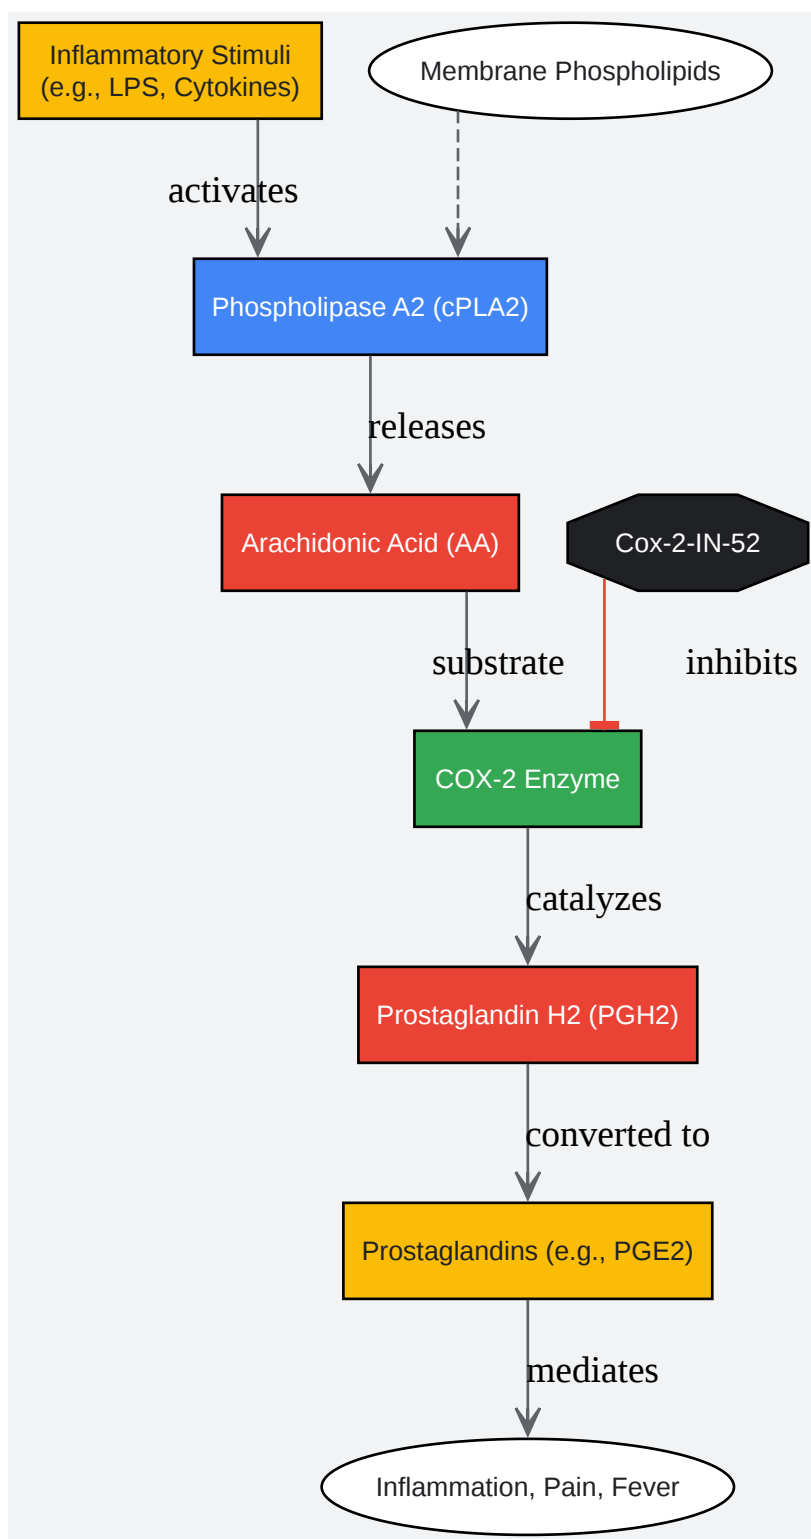 Inflammatory Stimuli
(e.g., LPS, Cytokines)
Membrane Phospholipids
activates
Phospholipase A2 (cPLA2)
releases
Arachidonic Acid (AA)
Cox-2-IN-52
substrate
inhibits
COX-2 Enzyme
catalyzes
Prostaglandin H2 (PGH2)
converted to
Prostaglandins (e.g., PGE2)
mediates
Inflammation, Pain, Fever